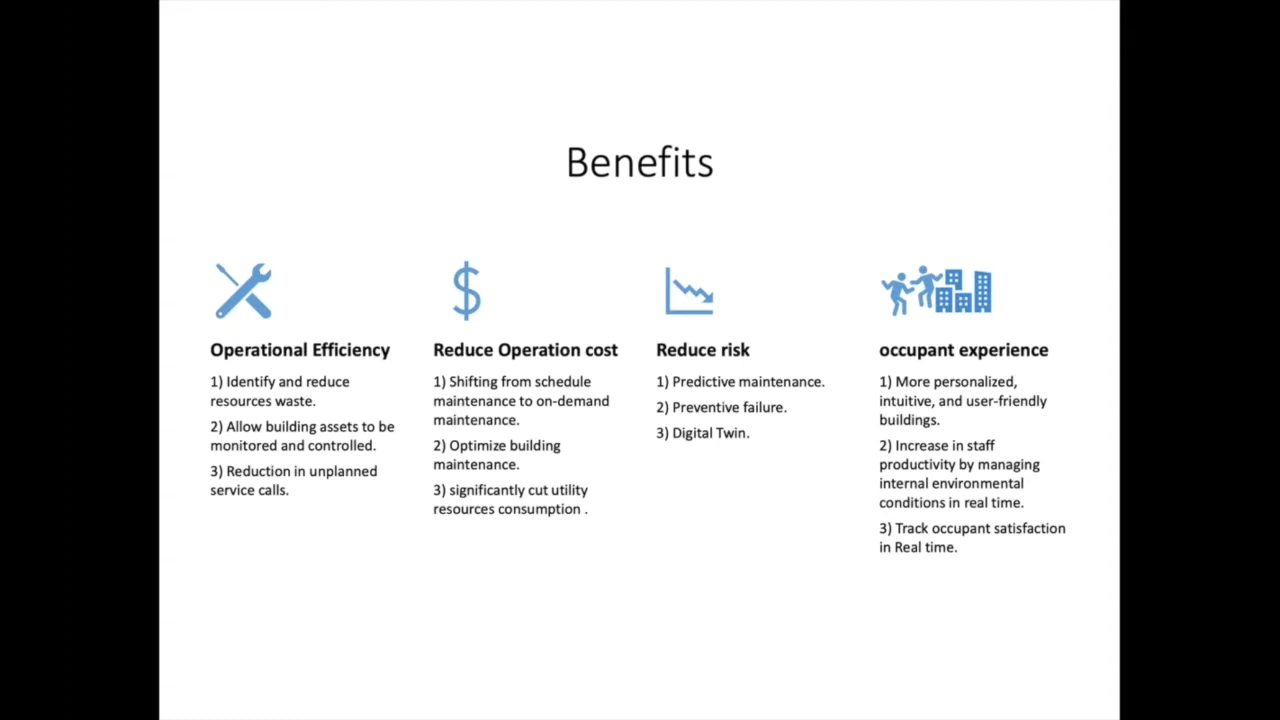 Benefits
Operational Efficiency
1) Identify and reduce
resources waste.
2) Allow building assets to be
monitored and controlled.
3) Reduction in unplanned
service calls.
Reduce Operation cost
1) Shifting from schedule
maintenance to on-demand
maintenance.
2) Optimize building
maintenance.
3) significantly cut utility
resources consumption .
Reduce risk
1) Predictive maintenance.
2) Preventive failure.
3) Digital Twin.
occupant experience
1) More personalized,
intuitive, and user-friendly
buildings.
2) Increase in staff
productivity by managing
internal environmental
conditions in real time.
3) Track occupant satisfaction
in Real time.